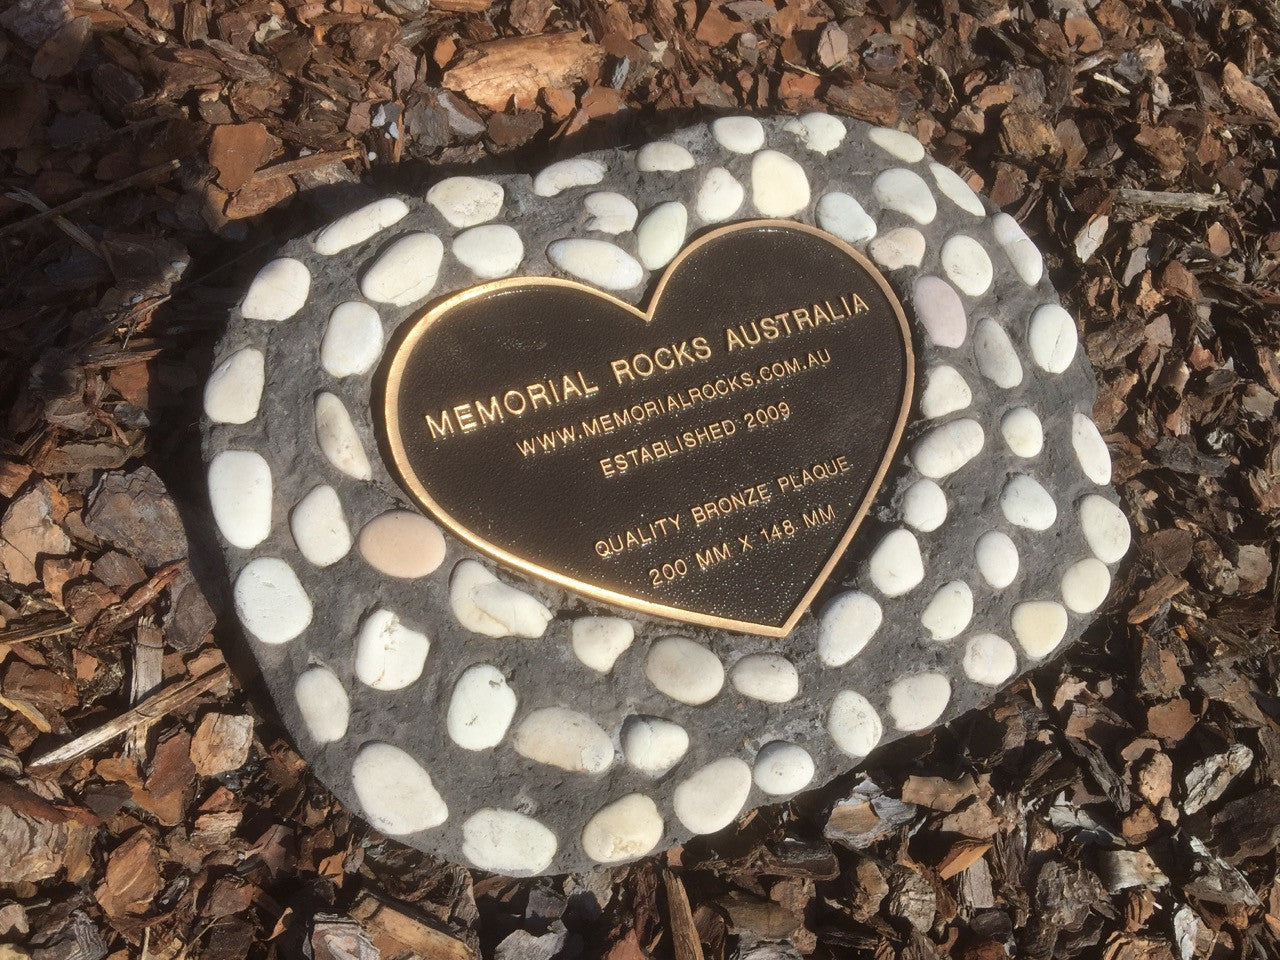 MEMORIAL ROCKS AUSTRALIA
WWW.MEMORIALROCKS.COM.AU
ESTABLISHED 2009
QUALITY BRONZE PLAQUE
200 MM X 148 MM